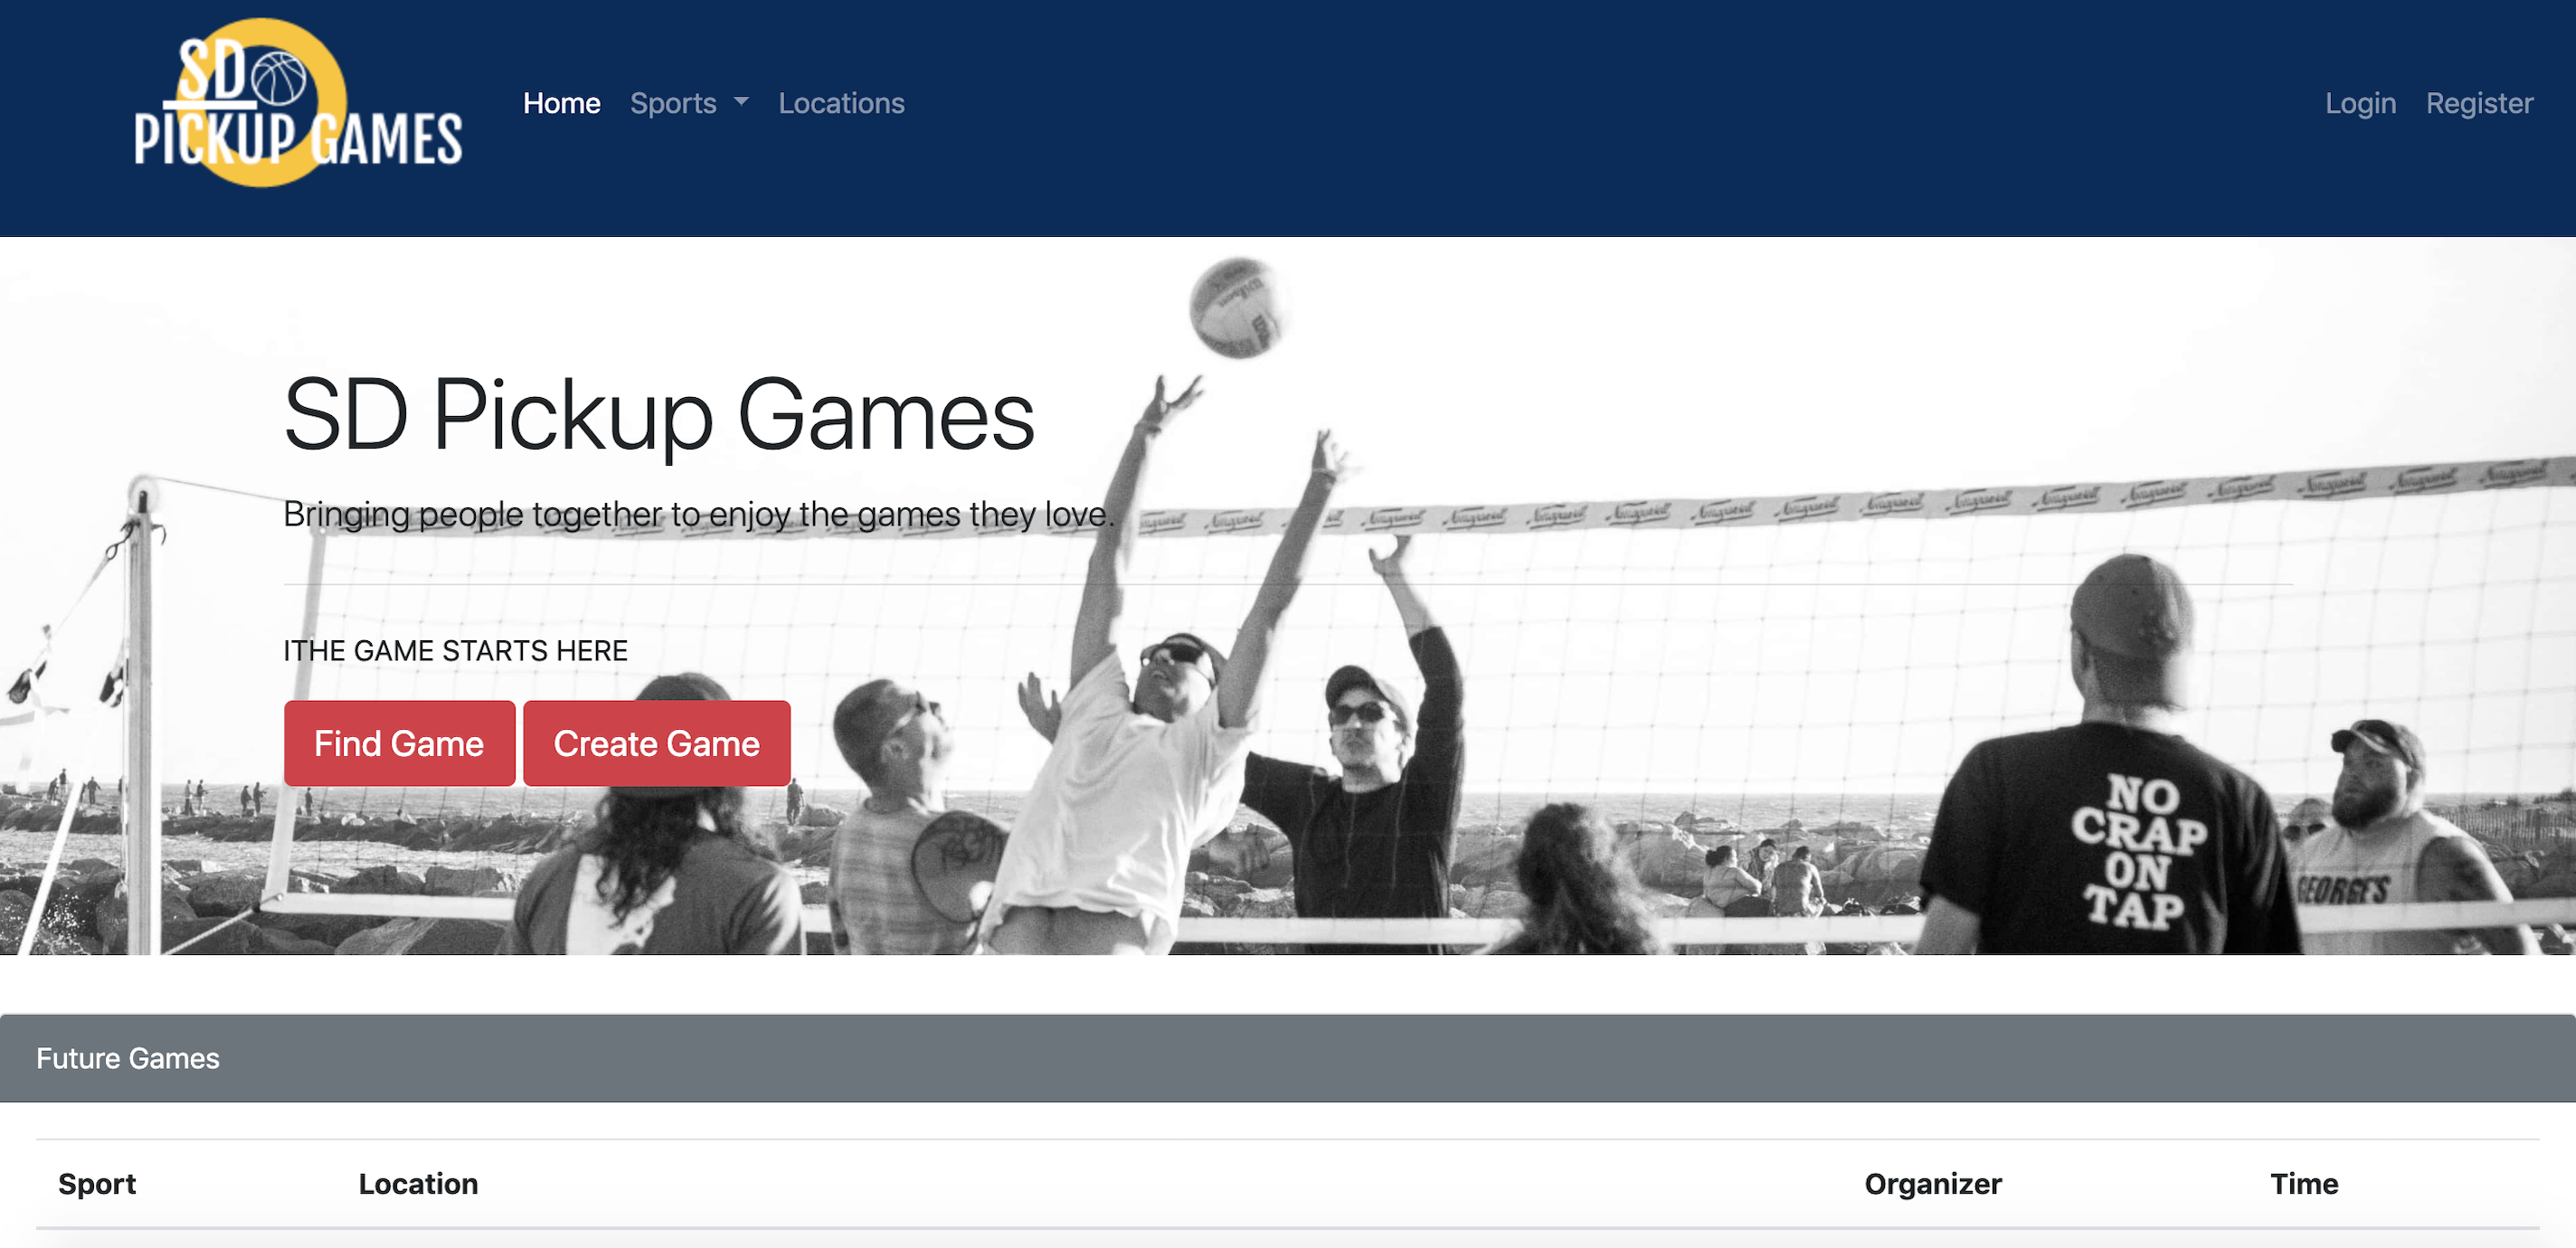 SD
PICKUP GAMES
Home Sports Locations
Login Register
SD Pickup Games
Bringing people together to enjoy the games they love.
ITHE GAME STARTS HERE
Find Game Create Game
NO
CRAP
ON
TAP
GEORGE'S
Future Games
Sport Location Organizer Time